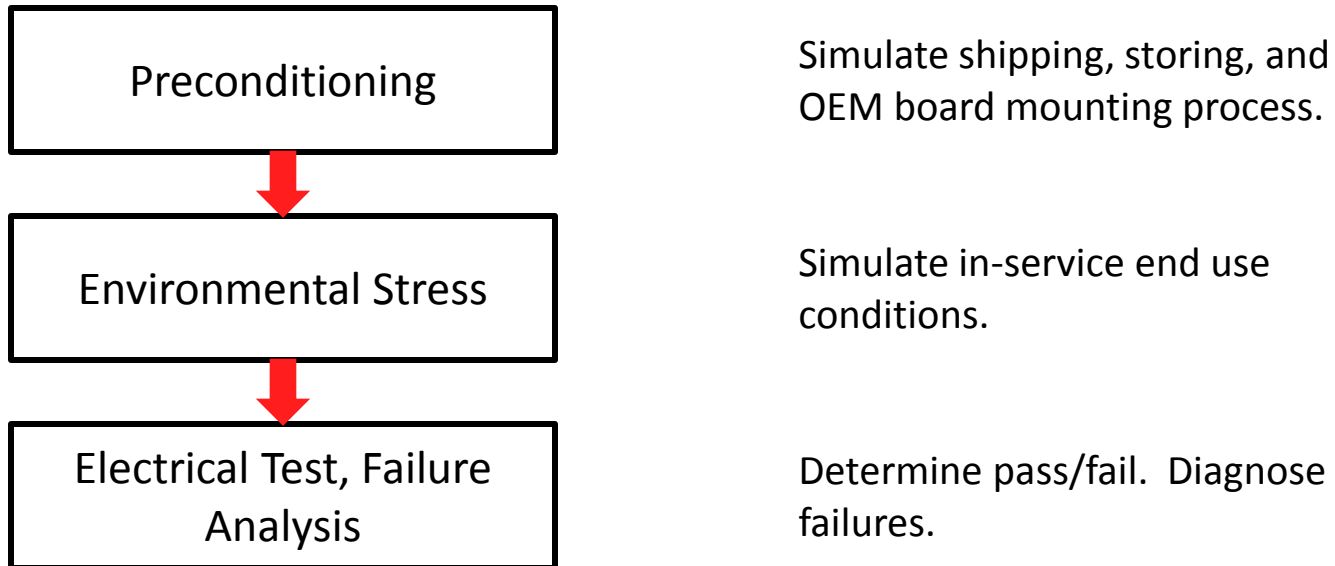 Preconditioning
Simulate shipping, storing, and
OEM board mounting process.
Environmental Stress
Simulate in-service end use
conditions.
Electrical Test, Failure
Analysis
Determine pass/fail.  Diagnose
failures.